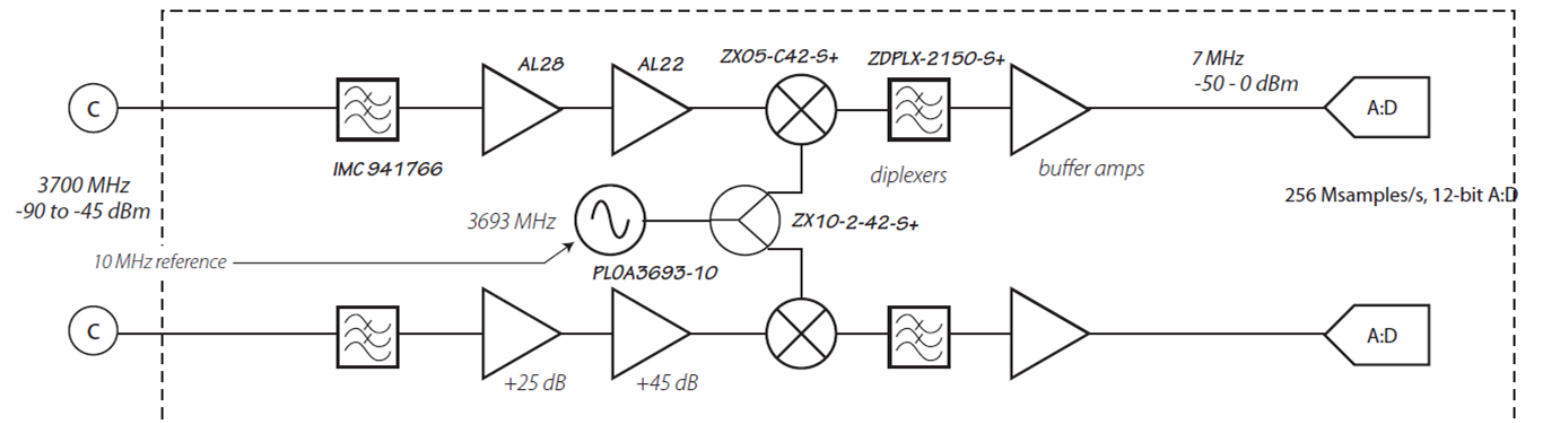 AL28
AL22
ZX05-C42-S+
ZDPLX-2150-S+
7 MHz
-50 - 0 dBm
C
A:D
IMC 941766
diplexers
buffer amps
3700 MHz
-90 to -45 dBm
256 Msamples/s, 12-bit A:D
3693 MHz
ZX10-2-42-S+
10 MHz reference
PLOA3693-10
C
A:D
+25 dB
+45 dB